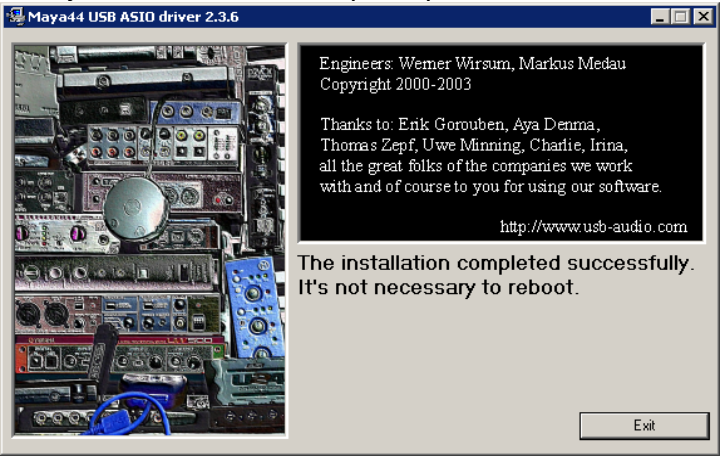 Maya44 USB ASIO driver 2.3.6
Engineers: Werner Wirsum, Markus Medau
Copyright 2000-2003
Thanks to: Erik Gorouben, Aya Denma,
Thomas Zepf, Uwe Minning, Charlie, Irina,
all the great folks of the companies we work
with and of course to you for using our software.
http://www.usb-audio.com
The installation completed successfully.
It's not necessary to reboot.
Exit